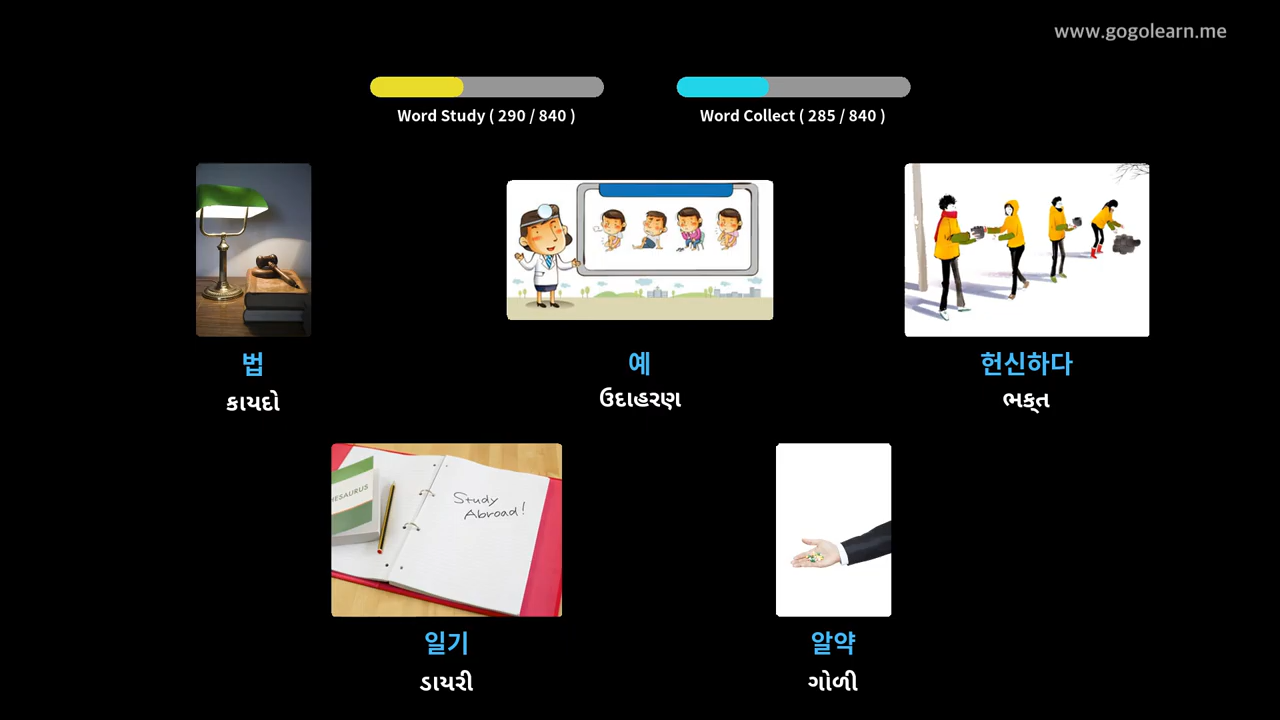 www.gogolearn.me
Word Study ( 290 / 840 )
Word Collect ( 285 / 840 )
법
કાયદો
예
ઉદાહરણ
헌신하다
ભક્ત
THESAURUS
Study
Abroad!
일기
ડાયરી
알약
ગોળી